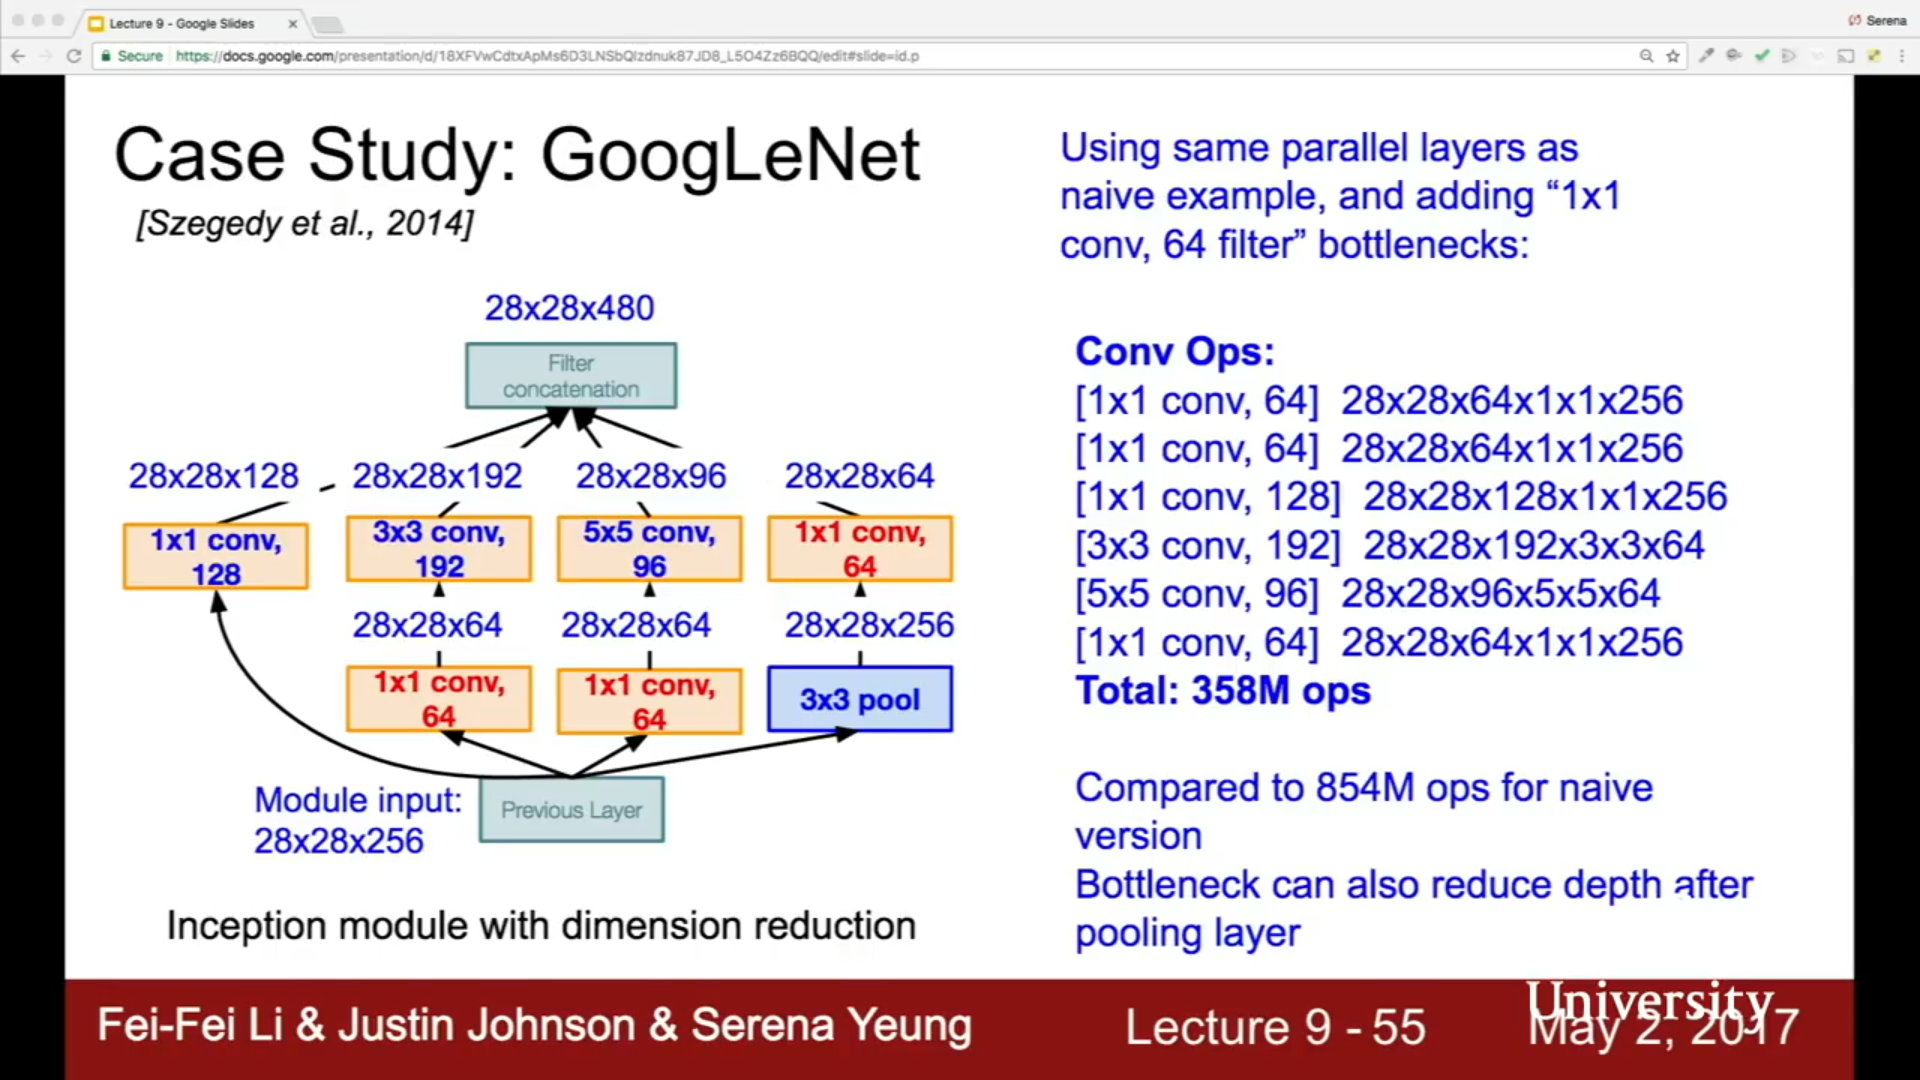 Lecture 9 - Google Slides
Serena
Secure https://docs.google.com/presentation/d/18XFVwCdtxApMs6D3LNSbQIzdnuk87JD8_L5O4Zz6BQQ/edit#slide=id.p
Case Study: GoogLeNet
[Szegedy et al., 2014]
28x28x480
Filter
concatenation
28x28x128 28x28x192 28x28x96 28x28x64
1x1 conv,
128
3x3 conv,
192
5x5 conv,
96
1x1 conv,
64
28x28x64 28x28x64 28x28x256
1x1 conv,
64
1x1 conv,
64
3x3 pool
Module input:
28x28x256
Previous Layer
Inception module with dimension reduction
Using same parallel layers as
naive example, and adding “1x1
conv, 64 filter” bottlenecks:
Conv Ops:
[1x1 conv, 64] 28x28x64x1x1x256
[1x1 conv, 64] 28x28x64x1x1x256
[1x1 conv, 128] 28x28x128x1x1x256
[3x3 conv, 192] 28x28x192x3x3x64
[5x5 conv, 96] 28x28x96x5x5x64
[1x1 conv, 64] 28x28x64x1x1x256
Total: 358M ops
Compared to 854M ops for naive
version
Bottleneck can also reduce depth after
pooling layer
Fei-Fei Li & Justin Johnson & Serena Yeung
Lecture 9 - 55
University
May 2, 2017